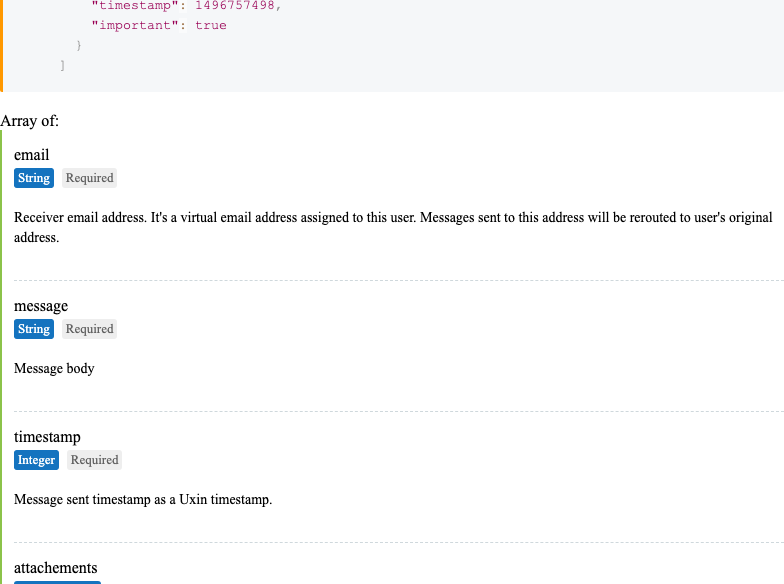 "timestamp": 1496757498,
"important": true
}
]
Array of:
email
String Required
Receiver email address. It's a virtual email address assigned to this user. Messages sent to this address will be rerouted to user's original
address.
message
String Required
Message body
timestamp
Integer Required
Message sent timestamp as a Uxin timestamp.
attachements